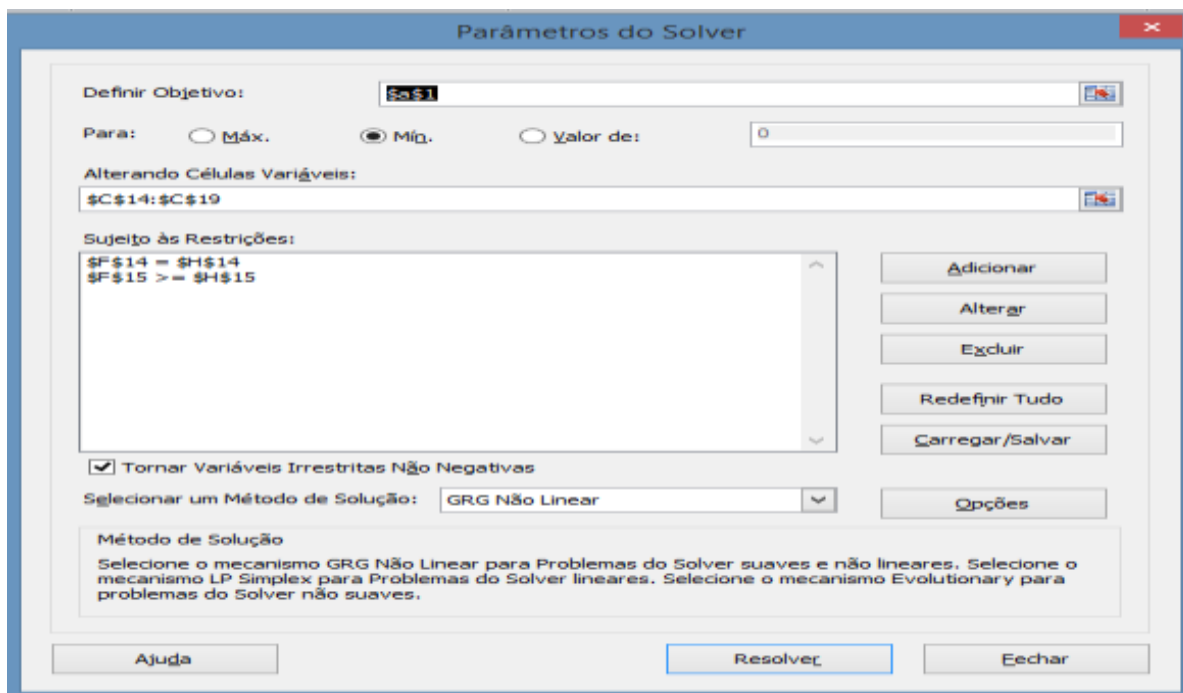 Parâmetros do Solver
Definir Objetivo: $a$1
Para: Máx. Mín. Valor de: 0
Alterando Células Variáveis:
$C$14:$C$19
Sujeito às Restrições:
$F$14 = $H$14
$F$15 >= $H$15
Adicionar
Alterar
Excluir
Redefinir Tudo
Carregar/Salvar
Tornar Variáveis Irrestritas Não Negativas
Selecionar um Método de Solução: GRG Não Linear
Opções
Método de Solução
Selecione o mecanismo GRG Não Linear para Problemas do Solver suaves e não lineares. Selecione o
mecanismo LP Simplex para Problemas do Solver lineares. Selecione o mecanismo Evolutionary para
problemas do Solver não suaves.
Ajuda Resolver Fechar